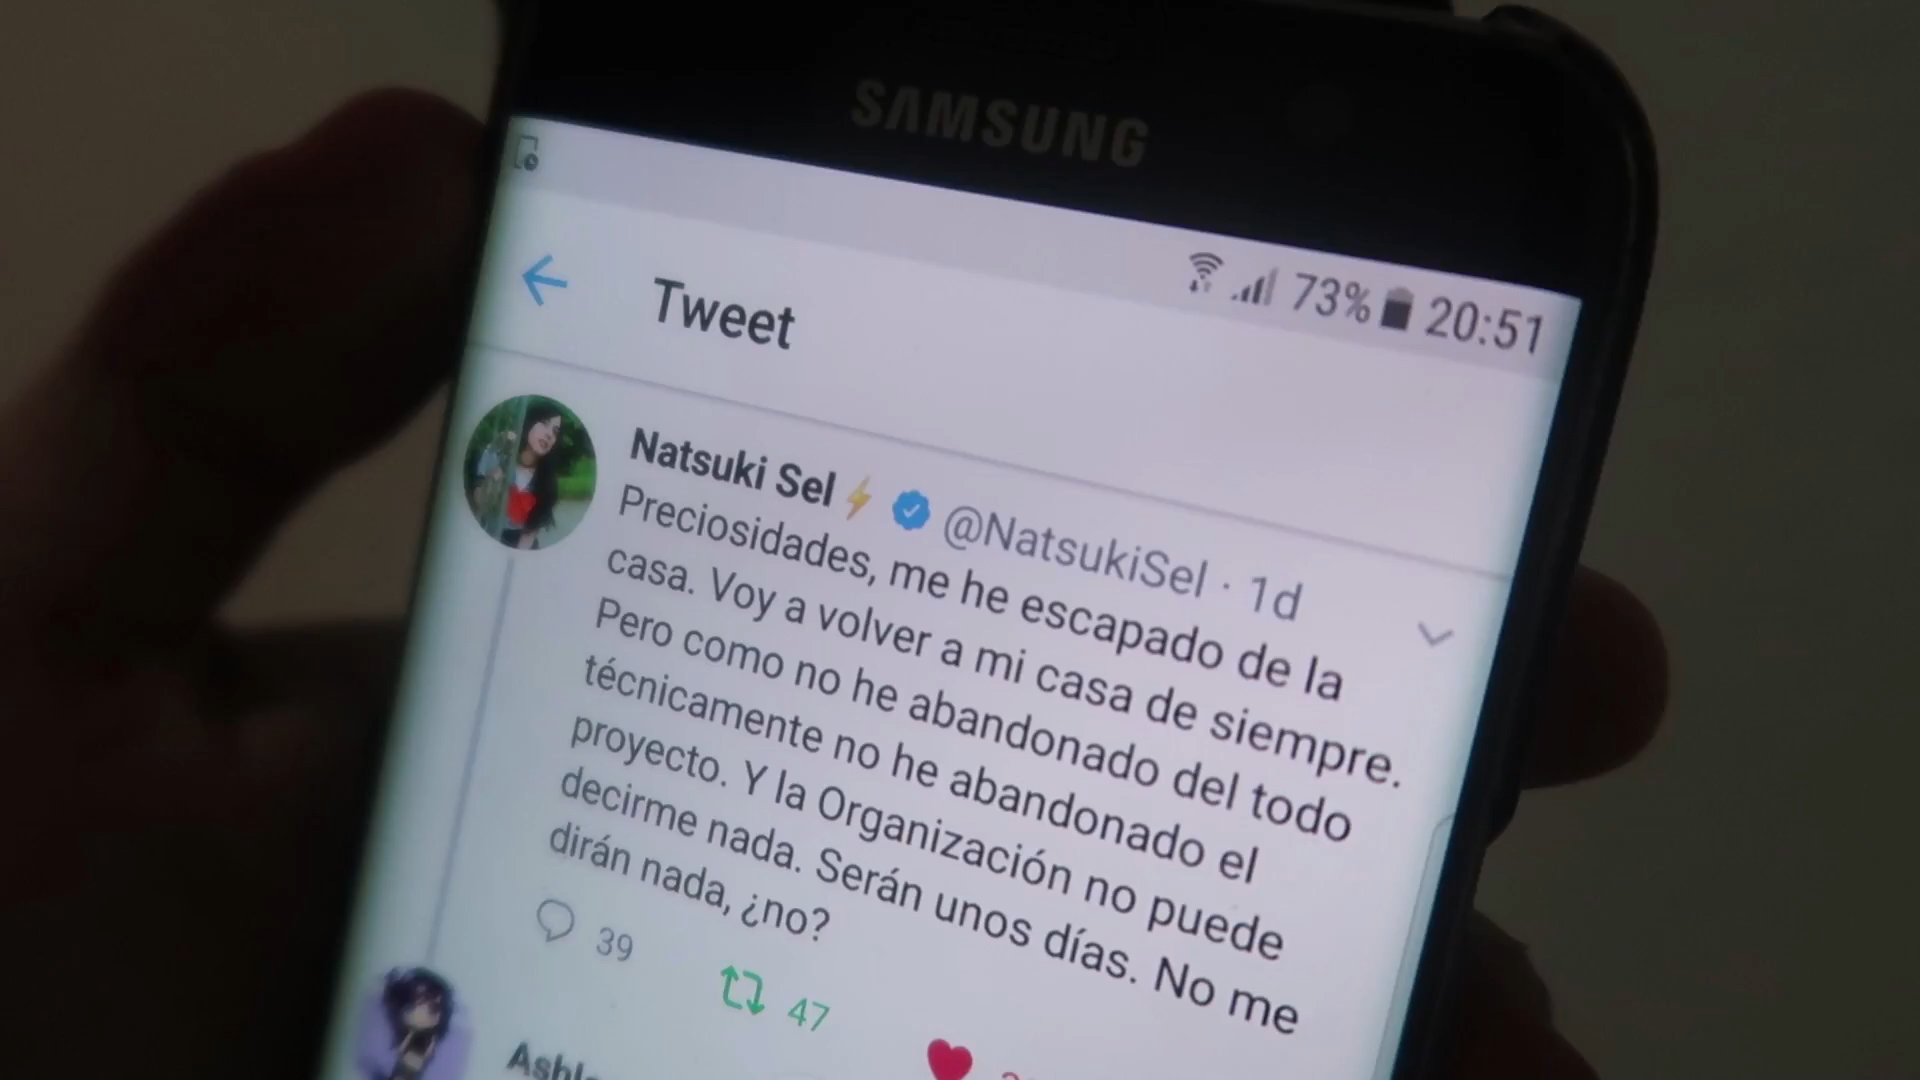 SAMSUNG
73% 20:51
Tweet
Natsuki Sel @NatsukiSel · 1d
Preciosidades, me he escapado de la
casa. Voy a volver a mi casa de siempre.
Pero como no he abandonado del todo
técnicamente no he abandonado el
proyecto. Y la Organización no puede
decirme nada. Serán unos días. No me
dirán nada, ¿no?
39
47